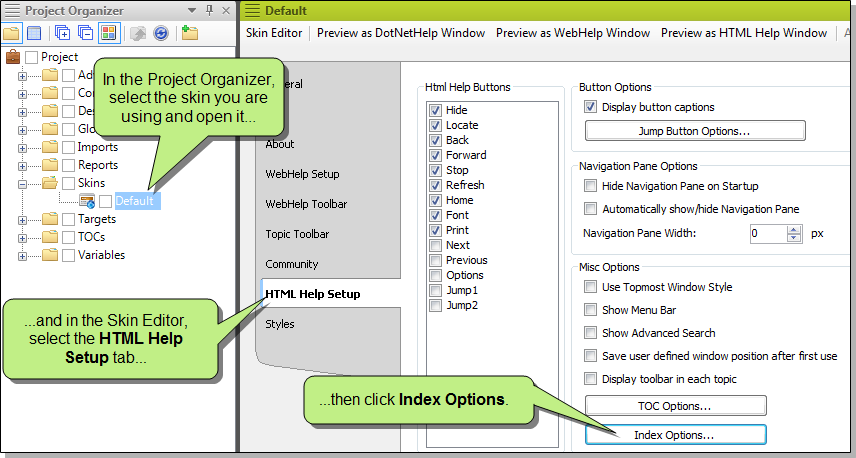 Project Organizer
Project
Ad
Co
De
Glo
Imports
Reports
Skins
Default
Targets
TOCs
Variables
In the Project Organizer,
select the skin you are
using and open it...
...and in the Skin Editor,
select the HTML Help
Setup tab...
Default
Skin Editor
Preview as DotNetHelp Window
Preview as WebHelp Window
Preview as HTML Help Window
A
eral
About
WebHelp Setup
WebHelp Toolbar
Topic Toolbar
Community
HTML Help Setup
Styles
Html Help Buttons
Hide
Locate
Back
Forward
Stop
Refresh
Home
Font
Print
Next
Previous
Options
Jump1
Jump2
Button Options
Display button captions
Jump Button Options...
Navigation Pane Options
Hide Navigation Pane on Startup
Automatically show/hide Navigation Pane
Navigation Pane Width: 0 px
Misc Options
Use Topmost Window Style
Show Menu Bar
Show Advanced Search
Save user defined window position after first use
Display toolbar in each topic
TOC Options...
Index Options...
...then click Index Options.